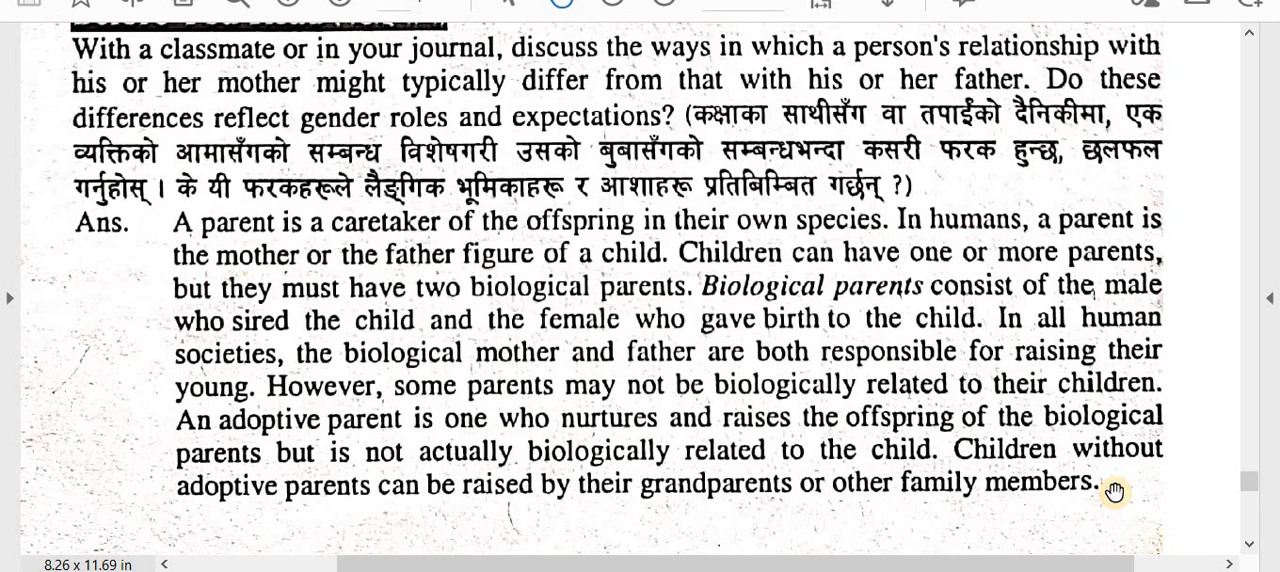 With a classmate or in your journal, discuss the ways in which a person's relationship with
his or her mother might typically differ from that with his or her father. Do these
differences reflect gender roles and expectations? (कक्षाका साथीसँग वा तपाईंको दैनिकीमा, एक
व्यक्तिको आमासँगको सम्बन्ध विशेषगरी उसको बुबासँगको सम्बन्धभन्दा कसरी फरक हुन्छ, छलफल
गर्नुहोस् । के यी फरकहरूले लैङ्गिक भूमिकाहरू र आशाहरू प्रतिबिम्बित गर्छन् ?)
Ans. A parent is a caretaker of the offspring in their own species. In humans, a parent is
the mother or the father figure of a child. Children can have one or more parents,
but they must have two biological parents. Biological parents consist of the male
who sired the child and the female who gave birth to the child. In all human
societies, the biological mother and father are both responsible for raising their
young. However, some parents may not be biologically related to their children.
An adoptive parent is one who nurtures and raises the offspring of the biological
parents but is not actually biologically related to the child. Children without
adoptive parents can be raised by their grandparents or other family members.
8.26 x 11.69 in